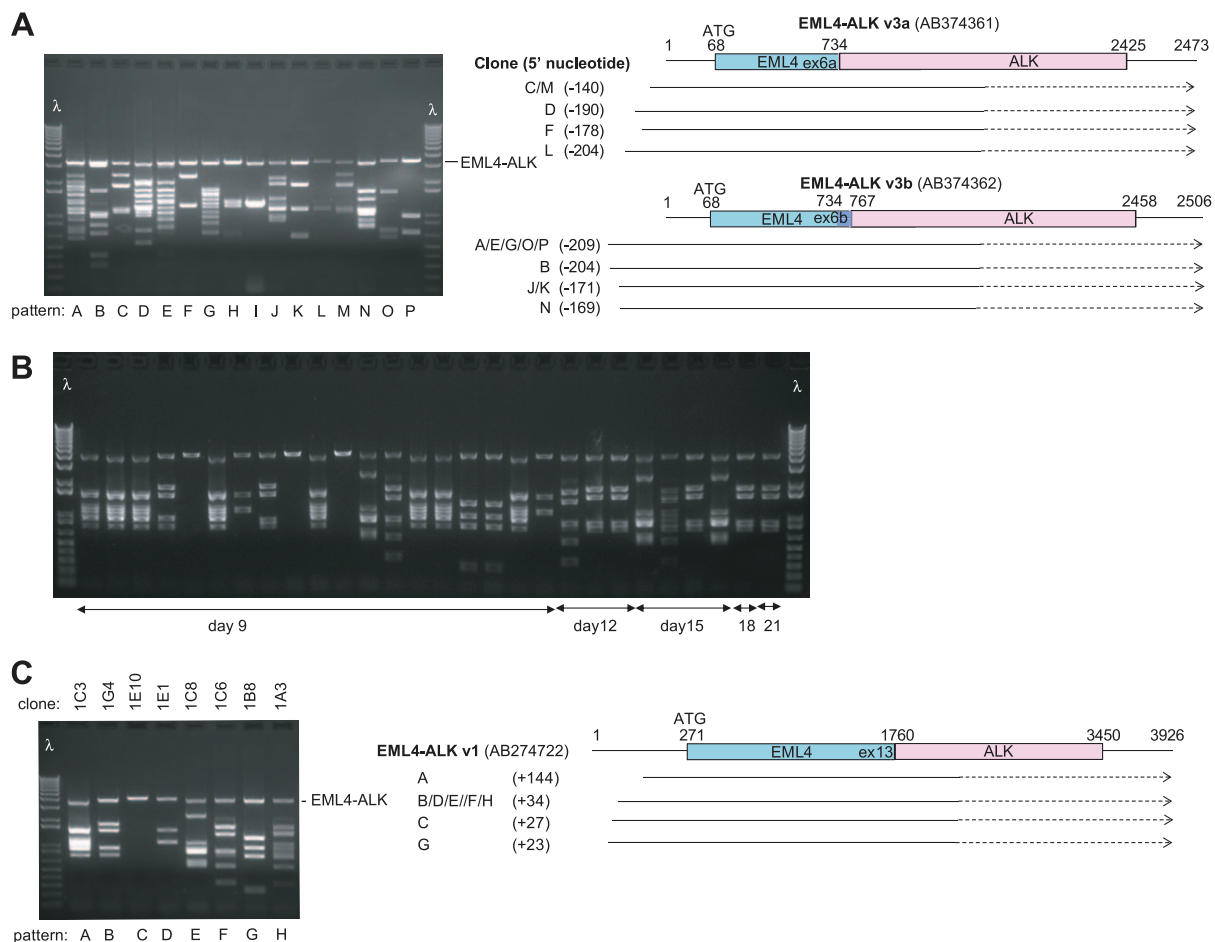 A
λ
λ
EML4-ALK
pattern: A B C D E F G H I J K L M N O P
EML4-ALK v3a (AB374361)
ATG
1 68 734 2425 2473
EML4 ex6a ALK
Clone (5' nucleotide)
C/M (-140)
D (-190)
F (-178)
L (-204)
EML4-ALK v3b (AB374362)
ATG
1 68 734 767 2458 2506
EML4 ex6b ALK
A/E/G/O/P (-209)
B (-204)
J/K (-171)
N (-169)
B
λ
λ
day 9 day12 day15 18 21
C
clone: 1C3 1G4 1E10 1E1 1C8 1C6 1B8 1A3
λ
EML4-ALK
pattern: A B C D E F G H
ATG
1 271 1760 3450 3926
EML4-ALK v1 (AB274722)
EML4 ex13 ALK
A (+144)
B/D/E//F/H (+34)
C (+27)
G (+23)